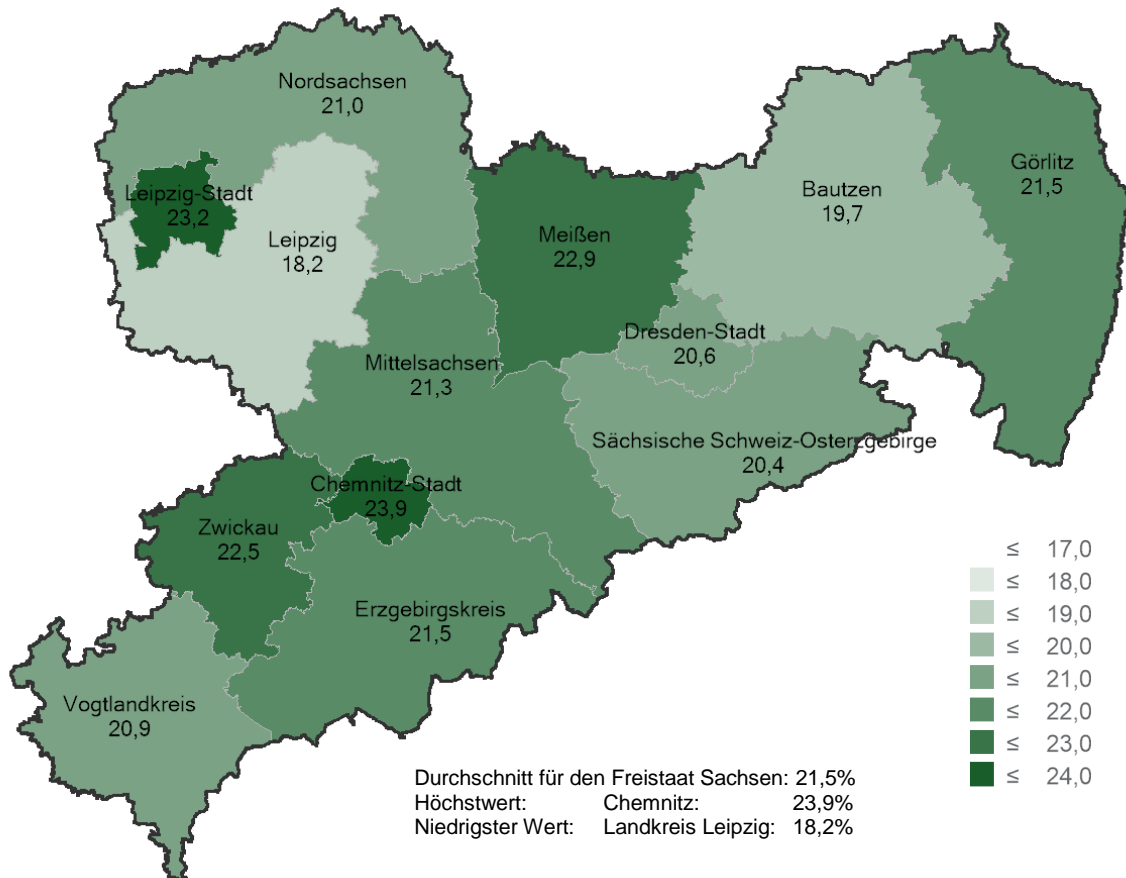 Nordsachsen
21,0
Leipzig-Stadt
23,2
Leipzig
18,2
Meißen
22,9
Bautzen
19,7
Görlitz
21,5
Dresden-Stadt
20,6
Mittelsachsen
21,3
Sächsische Schweiz-Osterzgebirge
20,4
Chemnitz-Stadt
23,9
Zwickau
22,5
Erzgebirgskreis
21,5
Vogtlandkreis
20,9
≤ 17,0
≤ 18,0
≤ 19,0
≤ 20,0
≤ 21,0
≤ 22,0
≤ 23,0
≤ 24,0
Durchschnitt für den Freistaat Sachsen: 21,5%
Höchstwert: Chemnitz: 23,9%
Niedrigster Wert: Landkreis Leipzig: 18,2%